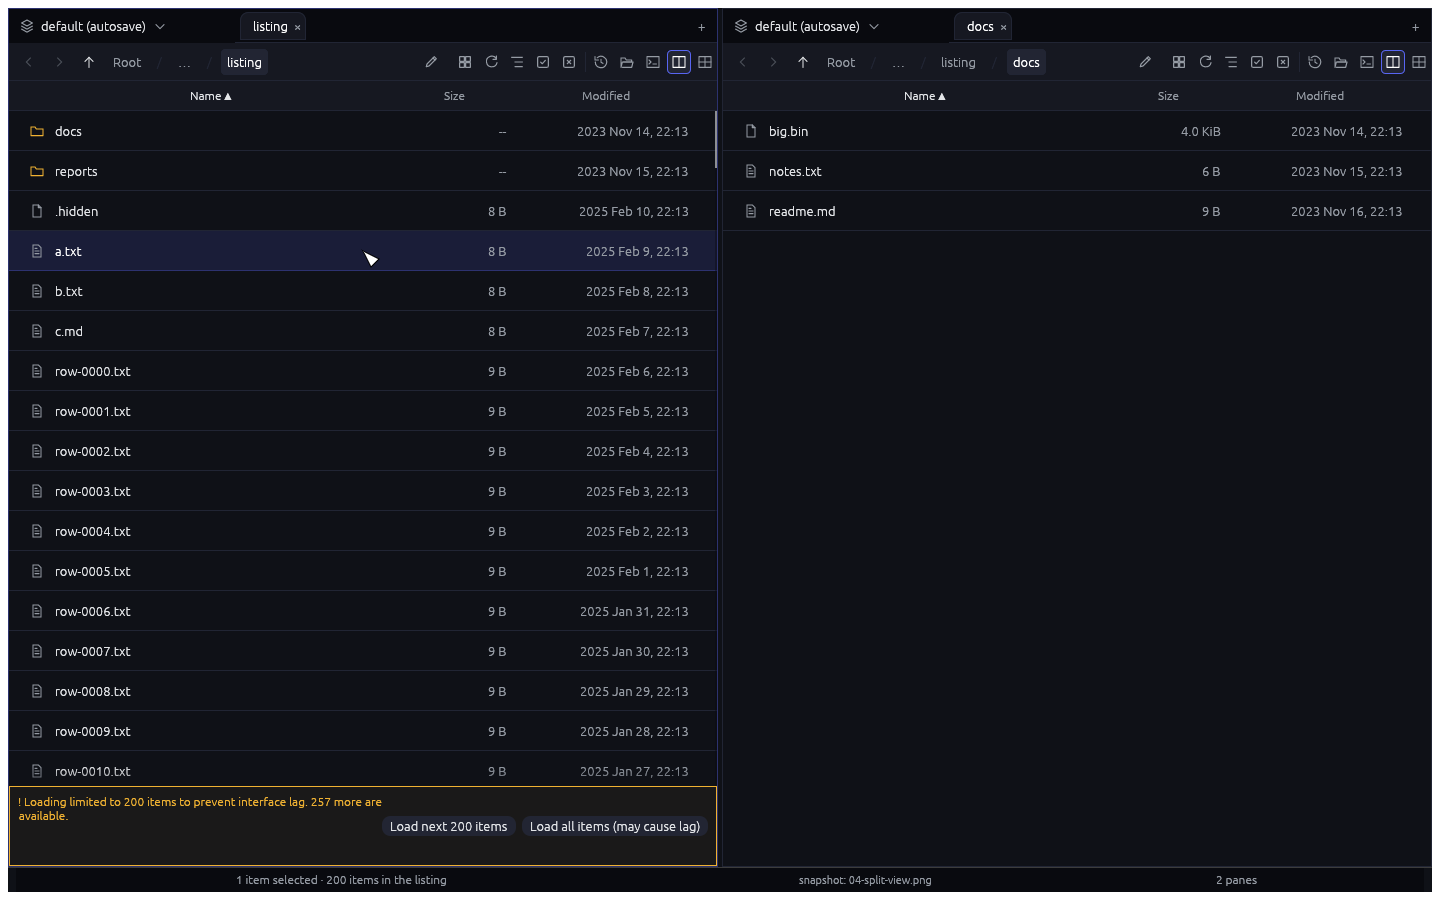 default (autosave)
listing ×
+
default (autosave)
docs ×
+
Root / ... / listing
Root / ... / listing / docs
Name ▲ Size Modified
Name ▲ Size Modified
docs -- 2023 Nov 14, 22:13
reports -- 2023 Nov 15, 22:13
.hidden 8 B 2025 Feb 10, 22:13
a.txt 8 B 2025 Feb 9, 22:13
b.txt 8 B 2025 Feb 8, 22:13
c.md 8 B 2025 Feb 7, 22:13
row-0000.txt 9 B 2025 Feb 6, 22:13
row-0001.txt 9 B 2025 Feb 5, 22:13
row-0002.txt 9 B 2025 Feb 4, 22:13
row-0003.txt 9 B 2025 Feb 3, 22:13
row-0004.txt 9 B 2025 Feb 2, 22:13
row-0005.txt 9 B 2025 Feb 1, 22:13
row-0006.txt 9 B 2025 Jan 31, 22:13
row-0007.txt 9 B 2025 Jan 30, 22:13
row-0008.txt 9 B 2025 Jan 29, 22:13
row-0009.txt 9 B 2025 Jan 28, 22:13
row-0010.txt 9 B 2025 Jan 27, 22:13
big.bin 4.0 KiB 2023 Nov 14, 22:13
notes.txt 6 B 2023 Nov 15, 22:13
readme.md 9 B 2023 Nov 16, 22:13
! Loading limited to 200 items to prevent interface lag. 257 more are
available.
Load next 200 items
Load all items (may cause lag)
1 item selected · 200 items in the listing
snapshot: 04-split-view.png
2 panes